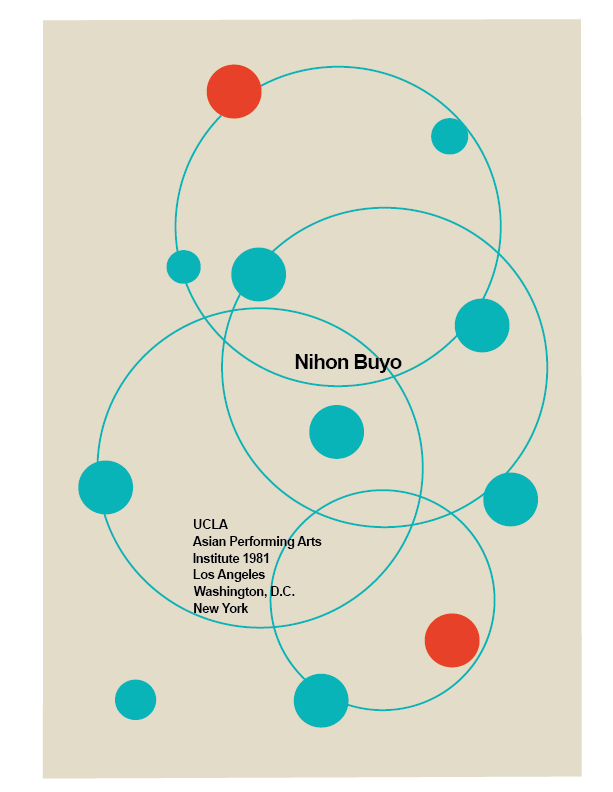 Nihon Buyo
UCLA
Asian Performing Arts
Institute 1981
Los Angeles
Washington, D.C.
New York